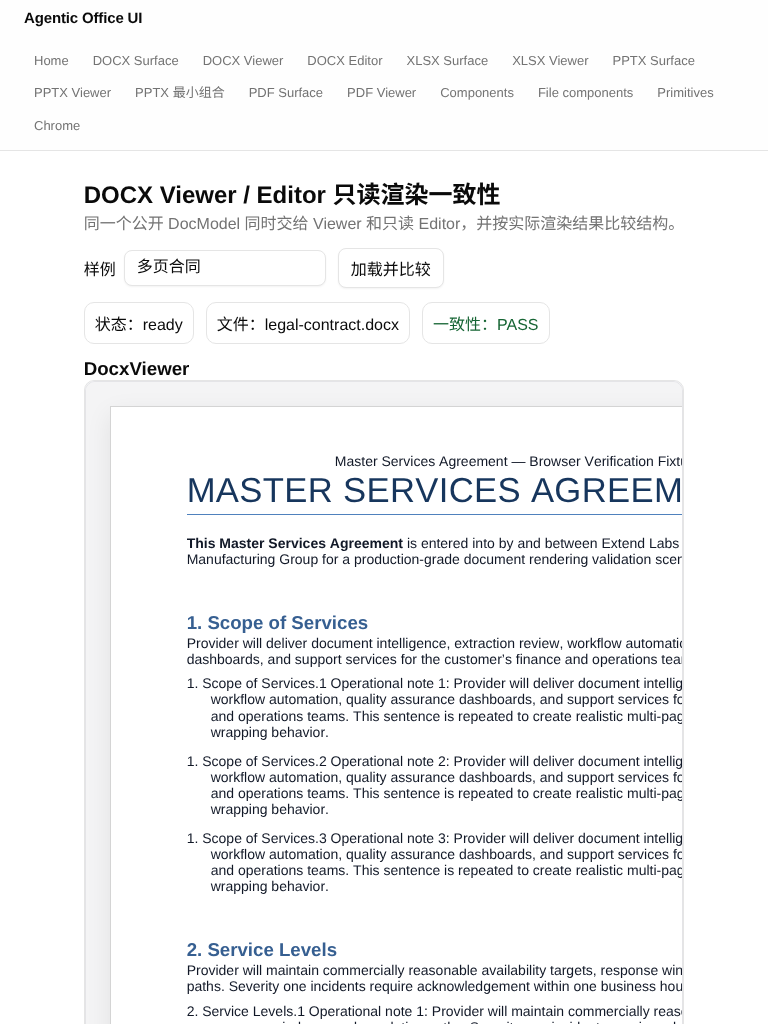 Agentic Office UI
Home DOCX Surface DOCX Viewer DOCX Editor XLSX Surface XLSX Viewer PPTX Surface
PPTX Viewer PPTX 最小组合 PDF Surface PDF Viewer Components File components Primitives
Chrome
DOCX Viewer / Editor 只读渲染一致性
同一个公开 DocModel 同时交给 Viewer 和只读 Editor，并按实际渲染结果比较结构。
样例 多页合同 加载并比较
状态：ready 文件：legal-contract.docx 一致性：PASS
DocxViewer
Master Services Agreement — Browser Verification
MASTER SERVICES
This Master Services Agreement is entered into by and between Extend Labs
Manufacturing Group for a production-grade document rendering validation
1. Scope of Services
Provider will deliver document intelligence, extraction review, workflow
dashboards, and support services for the customer's finance and operations
1. Scope of Services.1 Operational note 1: Provider will deliver document
workflow automation, quality assurance dashboards, and support services
and operations teams. This sentence is repeated to create realistic
wrapping behavior.
1. Scope of Services.2 Operational note 2: Provider will deliver document
workflow automation, quality assurance dashboards, and support services
and operations teams. This sentence is repeated to create realistic
wrapping behavior.
1. Scope of Services.3 Operational note 3: Provider will deliver document
workflow automation, quality assurance dashboards, and support services
and operations teams. This sentence is repeated to create realistic
wrapping behavior.
2. Service Levels
Provider will maintain commercially reasonable availability targets, response
paths. Severity one incidents require acknowledgement within one business
2. Service Levels.1 Operational note 1: Provider will maintain commercially